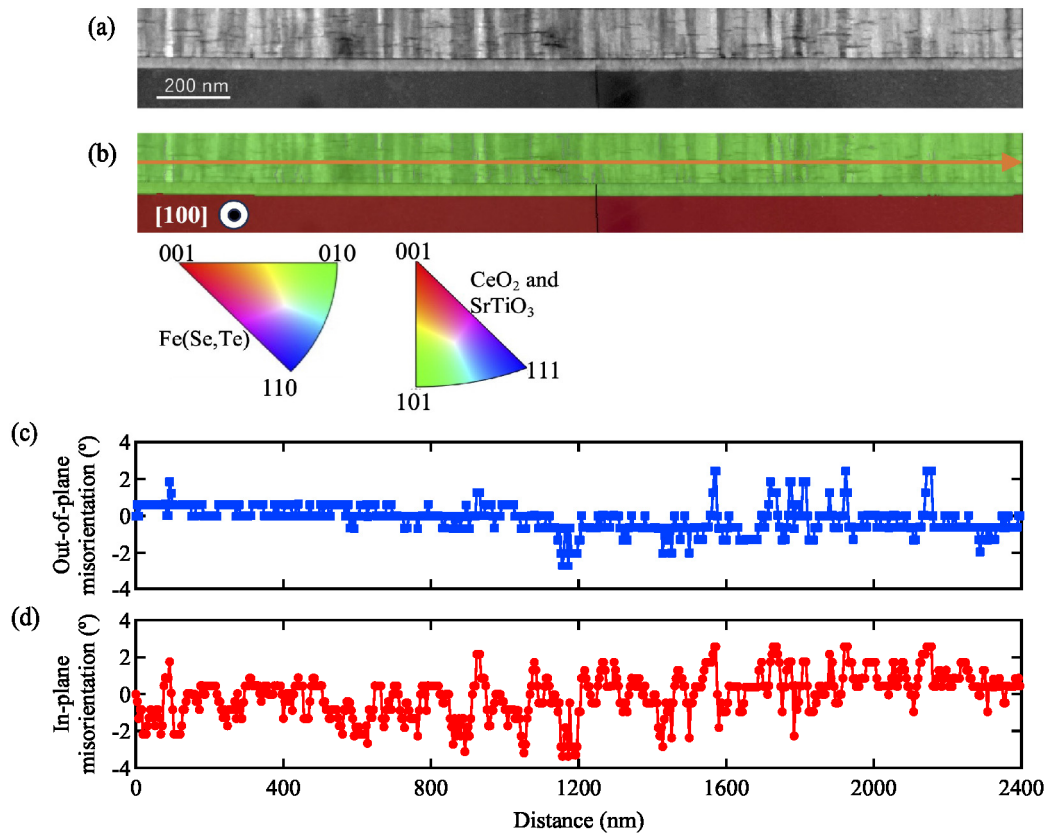 (a)
200 nm
(b)
[100]
001 010
Fe(Se,Te)
110
001
CeO₂ and
SrTiO₃
111
101
(c)
Out-of-plane
misorientation (º)
4
2
0
-2
-4
(d)
In-plane
misorientation (º)
4
2
0
-2
-4
0 400 800 1200 1600 2000 2400
Distance (nm)